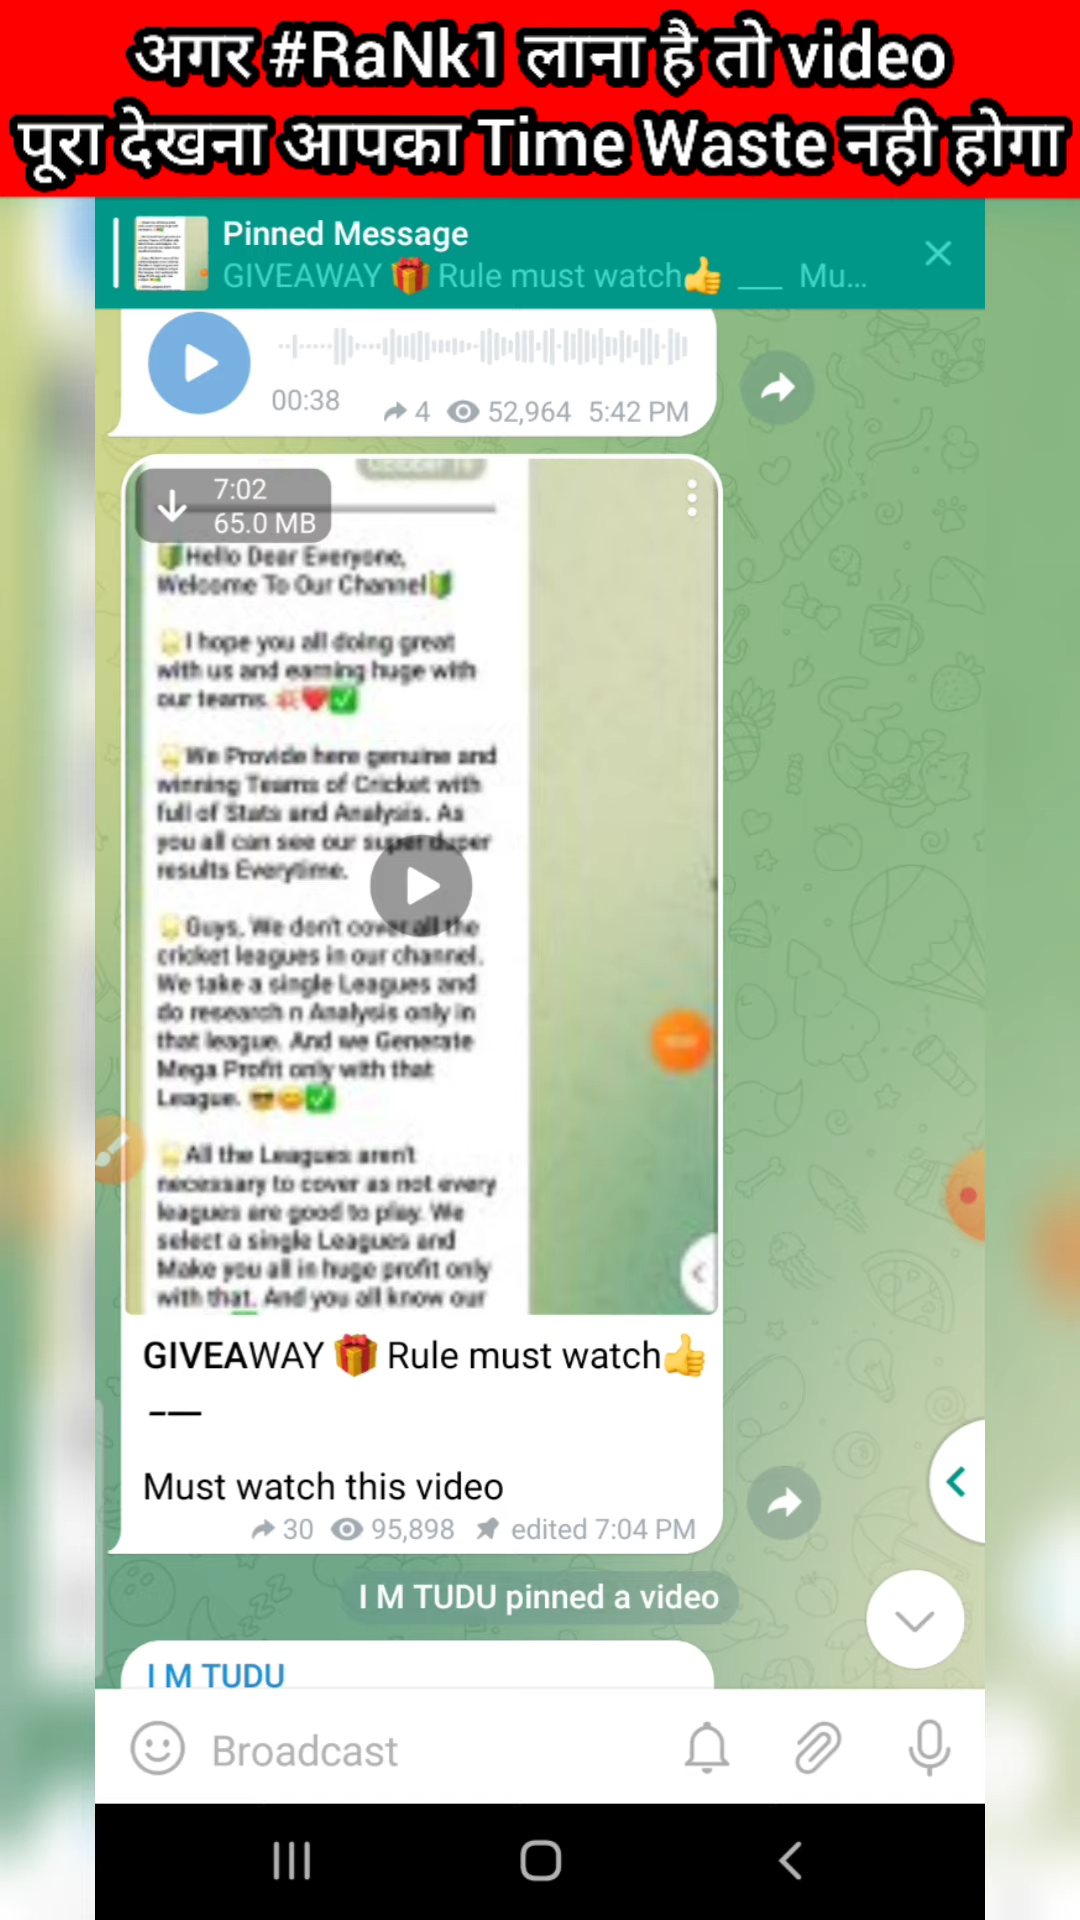 अगर #RaNk1 लाना है तो video
पूरा देखना आपका Time Waste नही होगा
Pinned Message
GIVEAWAY 🎁 Rule must watch👍 ___ Mu...
00:38
4 52,964 5:42 PM
7:02
65.0 MB
Hello Dear Everyone,
Welcome To Our Channel
I hope you all doing great
with us and earning huge with
our teams. ❤️✅
We Provide here genuine and
winning Teams of Cricket with
full of Stats and Analysis. As
you all can see our super duper
results Everytime.
Guys, We don't cover all the
cricket leagues in our channel.
We take a single Leagues and
do research n Analysis only in
that league. And we Generate
Mega Profit only with that
League. 😎😊✅
All the Leagues aren't
necessary to cover as not every
leagues are good to play. We
select a single Leagues and
Make you all in huge profit only
with that. And you all know our
GIVEAWAY 🎁 Rule must watch👍
-—
Must watch this video
30 95,898 edited 7:04 PM
I M TUDU pinned a video
I M TUDU
Broadcast